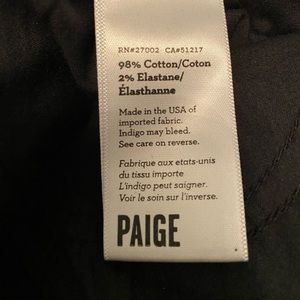 RN#27002 CA#51217
98% Cotton/Coton
2% Elastane/
Élasthanne
Made in the USA of
imported fabric.
Indigo may bleed.
See care on reverse.
Fabrique aux etats-unis
du tissu importe
L'indigo peut saigner.
Voir le soin sur l'inverse.
PAIGE